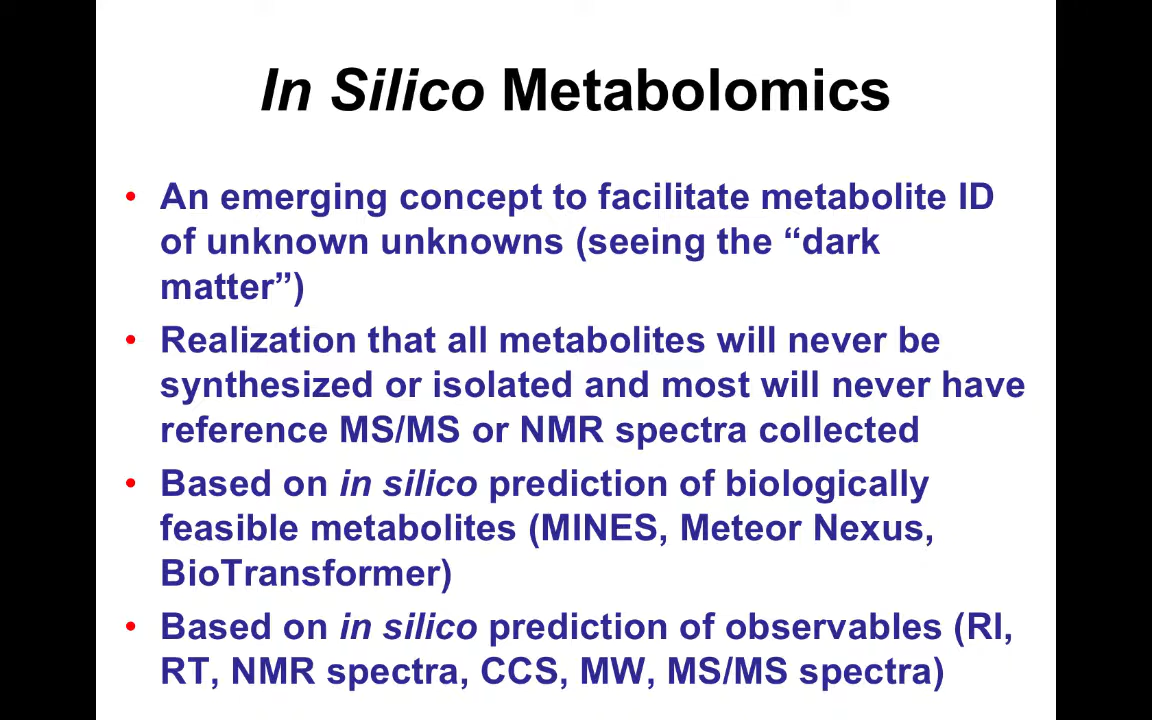 In Silico Metabolomics
• An emerging concept to facilitate metabolite ID
of unknown unknowns (seeing the “dark
matter”)
• Realization that all metabolites will never be
synthesized or isolated and most will never have
reference MS/MS or NMR spectra collected
• Based on in silico prediction of biologically
feasible metabolites (MINES, Meteor Nexus,
BioTransformer)
• Based on in silico prediction of observables (RI,
RT, NMR spectra, CCS, MW, MS/MS spectra)